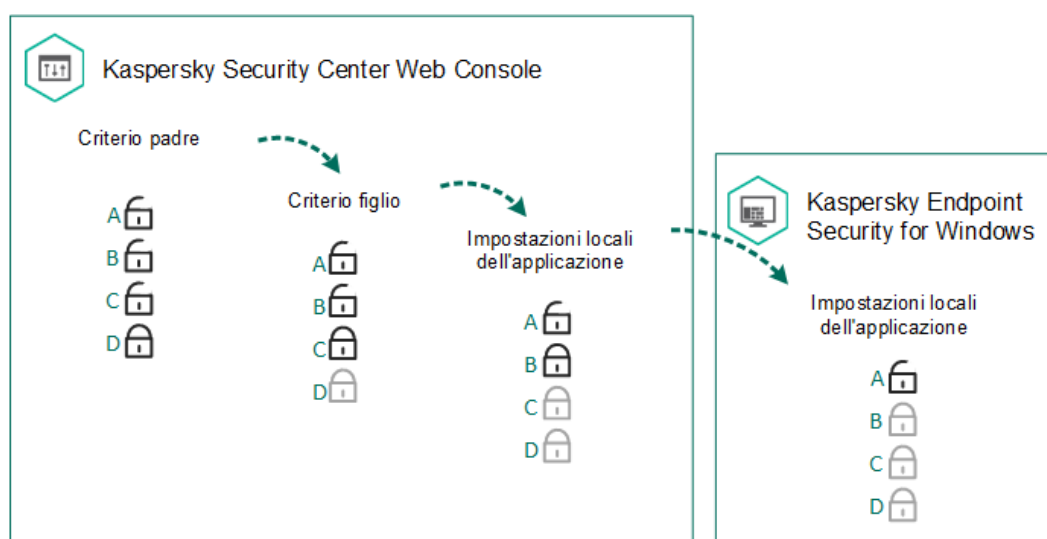 Kaspersky Security Center Web Console
Criterio padre
A
B
C
D
Criterio figlio
A
B
C
D
Impostazioni locali
dell'applicazione
A
B
C
D
Kaspersky Endpoint
Security for Windows
Impostazioni locali
dell'applicazione
A
B
C
D